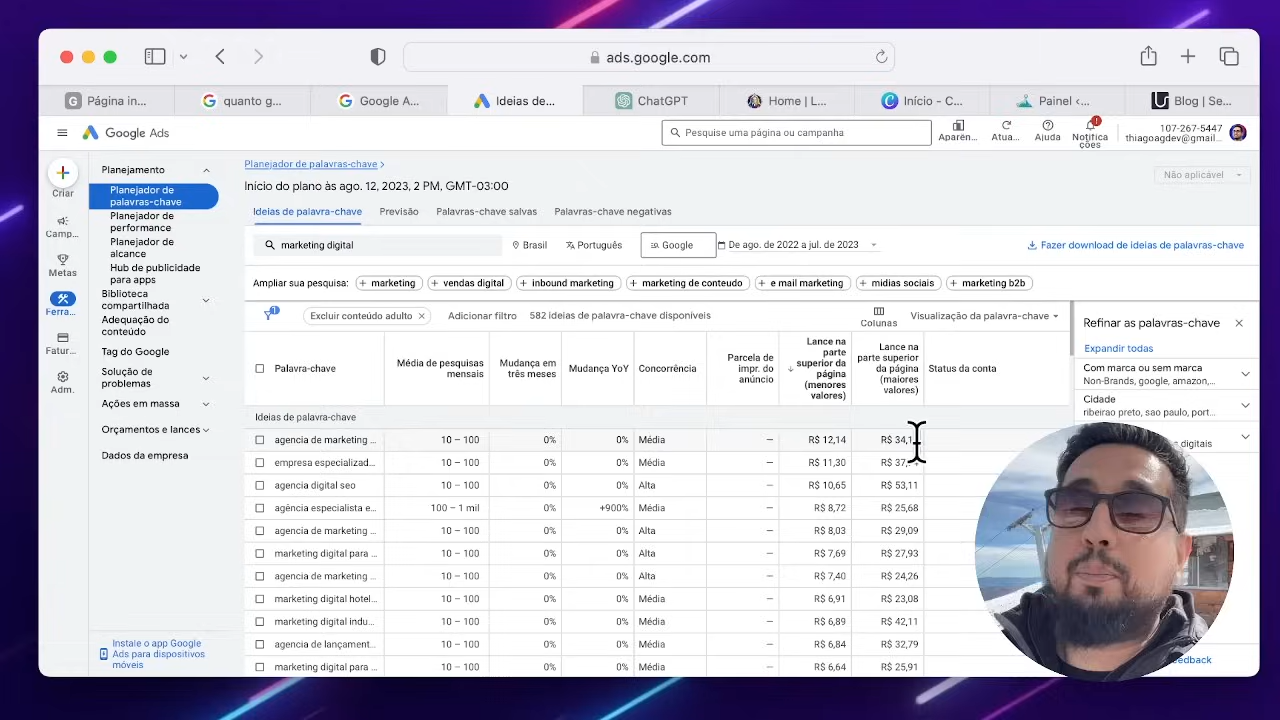 ads.google.com
Página in...
quanto g...
Google A...
Ideias de...
ChatGPT
Home | L...
Início - C...
Painel ‹...
Blog | Se...
Google Ads
Pesquise uma página ou campanha
Aparên...
Atua...
Ajuda
Notifica
ções
107-267-5447
thiagoagdev@gmail...
Criar
Camp...
Metas
Ferra...
Fatur...
Adm.
Planejamento
Planejador de
palavras-chave
Planejador de
performance
Planejador de
alcance
Hub de publicidade
para apps
Biblioteca
compartilhada
Adequação do
conteúdo
Tag do Google
Solução de
problemas
Ações em massa
Orçamentos e lances
Dados da empresa
Instale o app Google
Ads para dispositivos
móveis
Planejador de palavras-chave
Início do plano às ago. 12, 2023, 2 PM, GMT-03:00
Não aplicável
Ideias de palavra-chave Previsão Palavras-chave salvas Palavras-chave negativas
marketing digital Brasil Português Google De ago. de 2022 a jul. de 2023 Fazer download de ideias de palavras-chave
Ampliar sua pesquisa: + marketing + vendas digital + inbound marketing + marketing de conteudo + e mail marketing + midias sociais + marketing b2b
1 Excluir conteúdo adulto Adicionar filtro 582 ideias de palavra-chave disponíveis
Colunas
Visualização da palavra-chave
Palavra-chave
Média de pesquisas
mensais
Mudança em
três meses
Mudança YoY
Concorrência
Parcela de
impr. do
anúncio
Lance na
parte
superior da
página
(menores
valores)
Lance na
parte superior
da página
(maiores
valores)
Status da conta
Ideias de palavra-chave
agencia de marketing ... 10 – 100 0% 0% Média – R$ 12,14
empresa especializad... 10 – 100 0% 0% Média – R$ 11,30
agencia digital seo 10 – 100 0% 0% Alta – R$ 10,65 R$ 53,11
agência especialista e... 100 – 1 mil 0% +900% Média – R$ 8,72 R$ 25,68
agencia de marketing ... 10 – 100 0% 0% Alta – R$ 8,03 R$ 29,09
marketing digital para ... 10 – 100 0% 0% Alta – R$ 7,69 R$ 27,93
agencia de marketing ... 10 – 100 0% 0% Alta – R$ 7,40 R$ 24,26
marketing digital hotel... 10 – 100 0% 0% Média – R$ 6,91 R$ 23,08
marketing digital indu... 10 – 100 0% 0% Média – R$ 6,89 R$ 42,11
agencia de lançament... 10 – 100 0% 0% Média – R$ 6,84 R$ 32,79
marketing digital para ... 10 – 100 0% 0% Média – R$ 6,64 R$ 25,91
Refinar as palavras-chave
Expandir todas
Com marca ou sem marca
Non-Brands, google, amazon,...
Cidade
ribeirao preto, sao paulo, port...
digitais